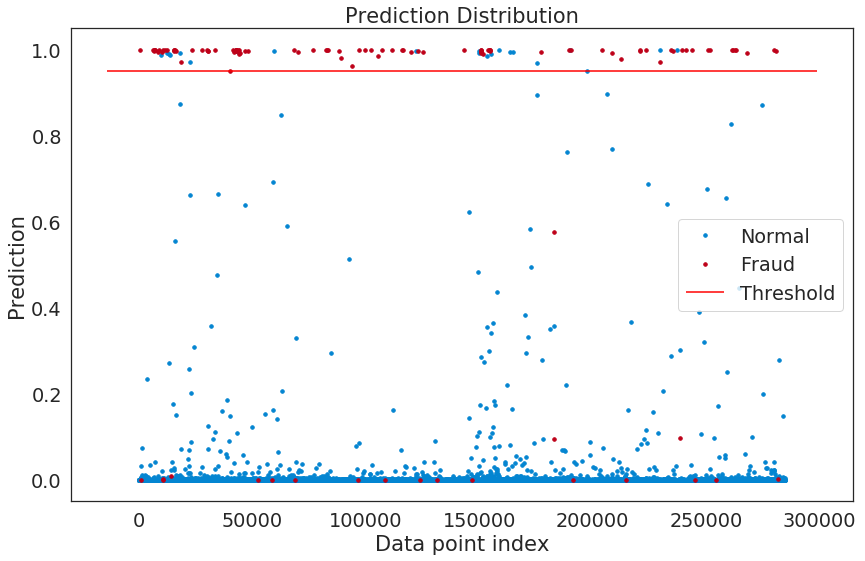 Prediction Distribution
1.0
0.8
0.6
0.4
0.2
0.0
Prediction
Normal
Fraud
Threshold
0
50000
100000
150000
200000
250000
300000
Data point index